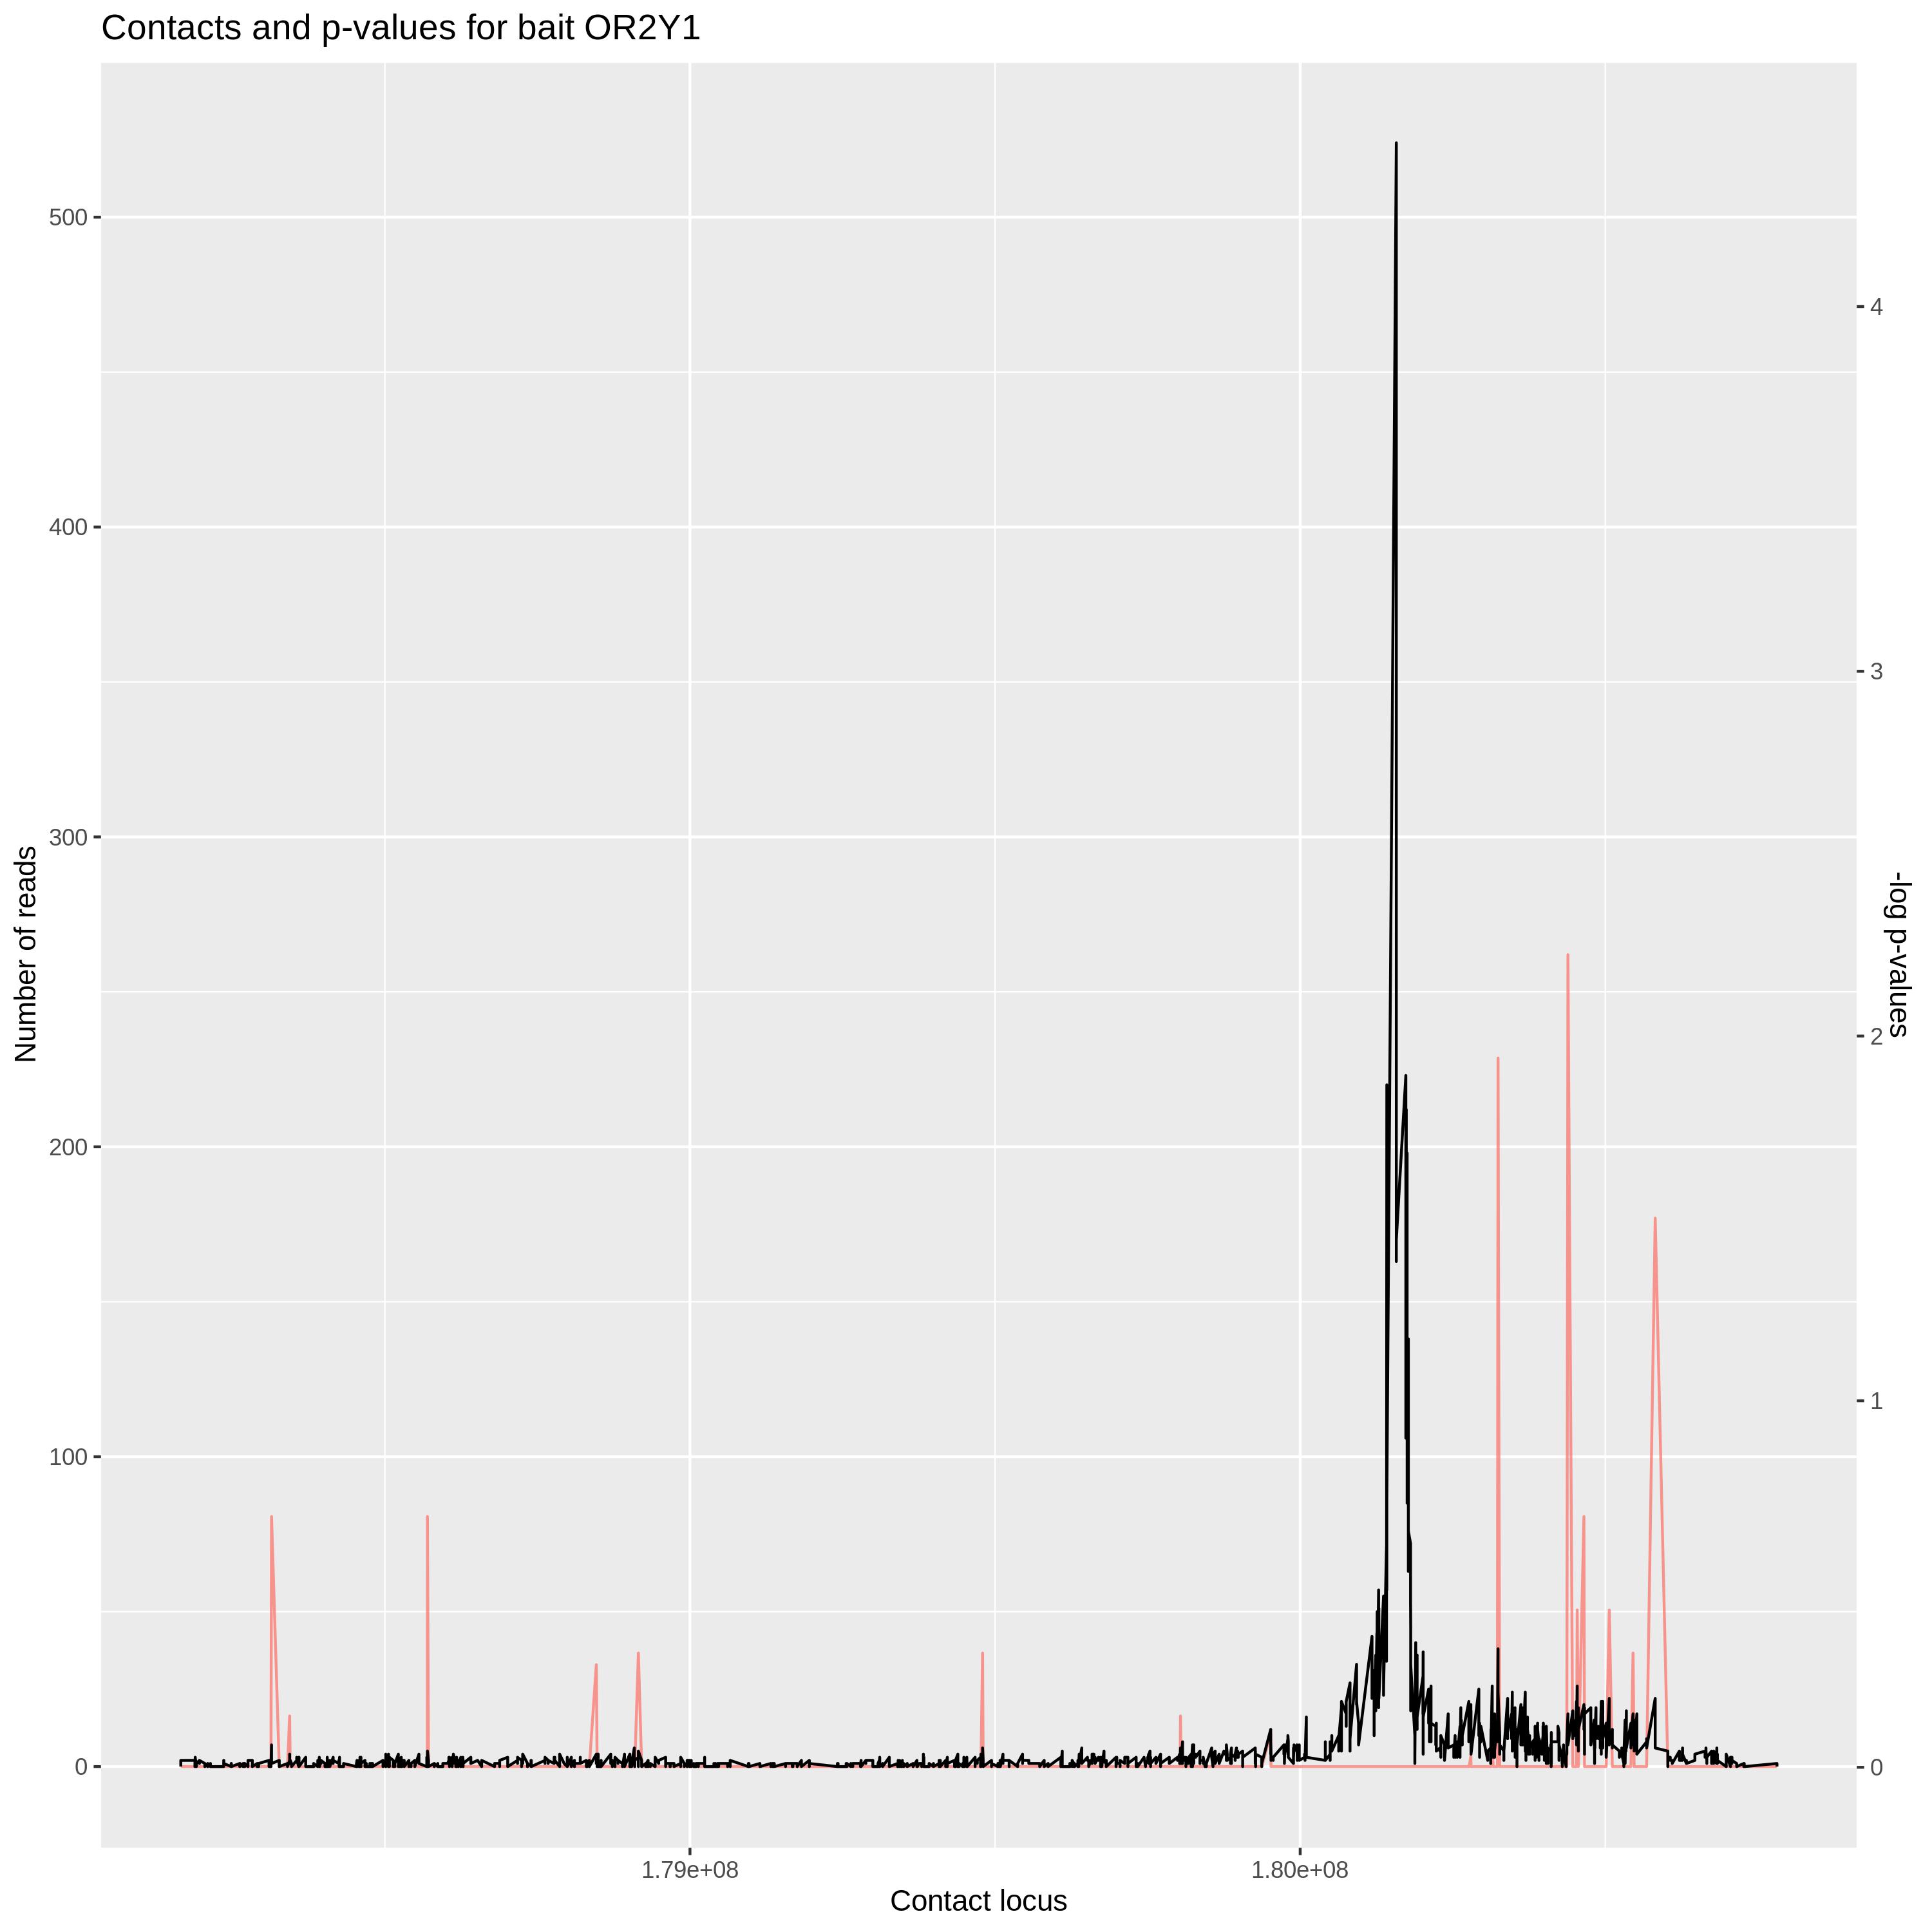 Contacts and p-values for bait OR2Y1
500
400
300
200
100
0
Number of reads
4
3
2
1
0
-log p-values
1.79e+08
1.80e+08
Contact locus